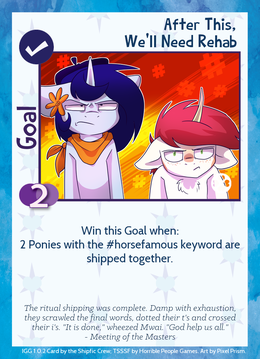 After This,
We'll Need Rehab
Goal
2
Win this Goal when:
2 Ponies with the #horsefamous keyword are
shipped together.
The ritual shipping was complete. Damp with exhaustion,
they scrawled the final words, dotted their t's and crossed
their i's. "It is done," wheezed Mwai. "God help us all."
– Meeting of the Masters
IGG 1.0.2 Card by the Shipfic Crew; TSSSF by Horrible People Games. Art by Pixel Prism.